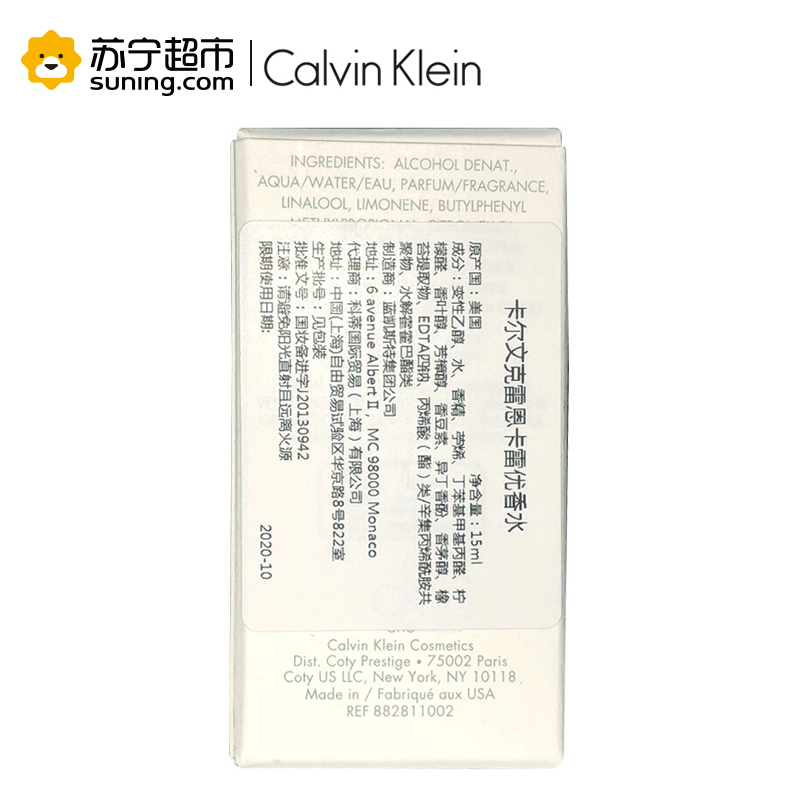 苏宁超市
suning.com
Calvin Klein
INGREDIENTS: ALCOHOL DENAT.,
AQUA/WATER/EAU, PARFUM/FRAGRANCE,
LINALOOL, LIMONENE, BUTYLPHENYL
卡尔文克雷恩卡雷优香水
原产国：美国 净含量：15ml
成分：变性乙醇、水、香精、苧烯、丁苯基甲基丙醛、柠
檬醛、香叶醇、芳樟醇、香豆素、异丁香酚、香茅醇、橡
苔提取物、EDTA四钠、丙烯酸（酯）类/辛基丙烯酰胺共
聚物、水解霍霍巴酯类
制造商：蓝凯斯特集团公司
地址：6 avenue Albert II， MC 98000 Monaco
代理商：科蒂国际贸易（上海）有限公司
地址：中国(上海)自由贸易试验区华京路8号822室
生产批号：见包装
批准文号：国妆备进字J20130942
注意：请避免阳光直射且远离火源
限期使用日期:
2020-10
Calvin Klein Cosmetics
Dist. Coty Prestige • 75002 Paris
Coty US LLC, New York, NY 10118
Made in / Fabriqué aux USA
REF 882811002